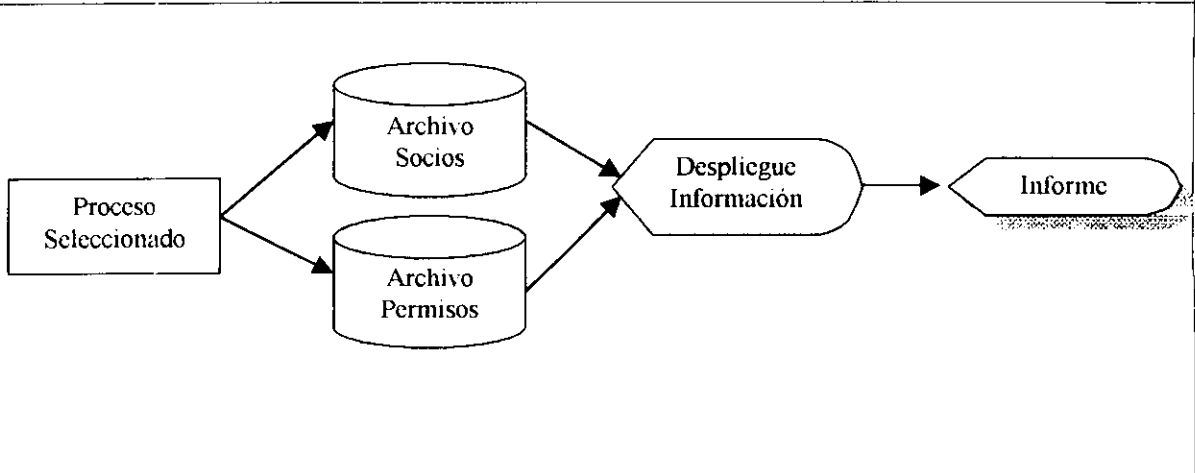 Proceso
Seleccionado
Archivo
Socios
Archivo
Permisos
Despliegue
Información
Informe